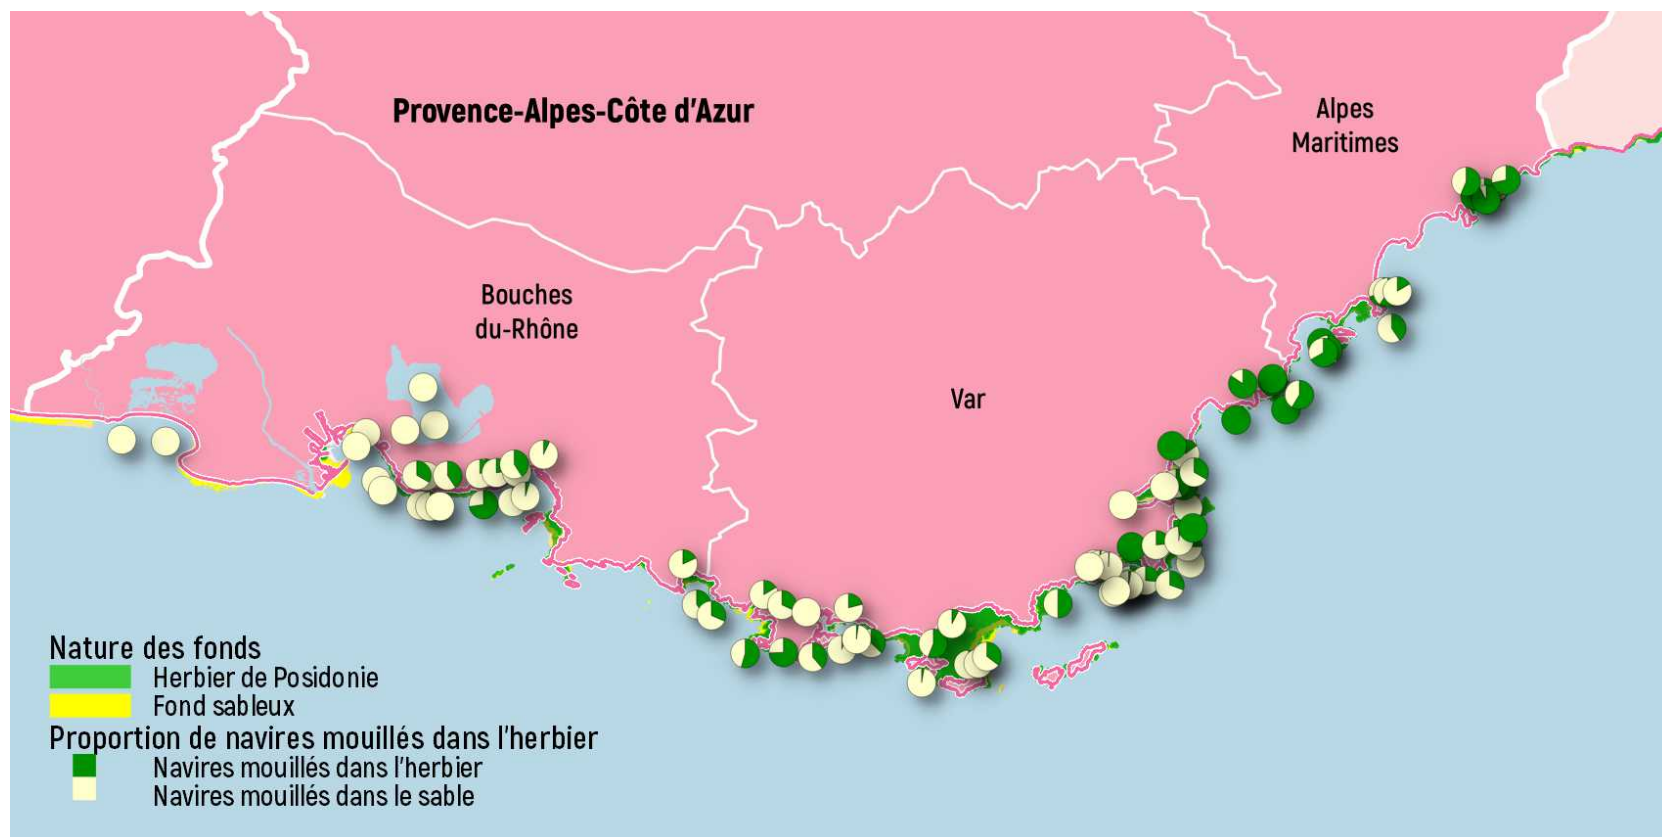 Provence-Alpes-Côte d'Azur
Alpes
Maritimes
Bouches
du-Rhône
Var
Nature des fonds
Herbier de Posidonie
Fond sableux
Proportion de navires mouillés dans l'herbier
Navires mouillés dans l'herbier
Navires mouillés dans le sable